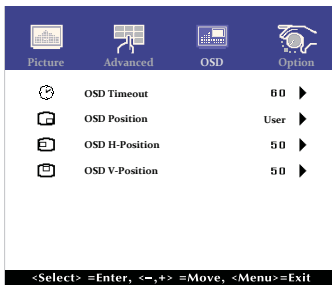 Picture Advanced OSD Option
OSD Timeout 60
OSD Position User
OSD H-Position 50
OSD V-Position 50
<Select> =Enter, <–,+> =Move, <Menu>=Exit